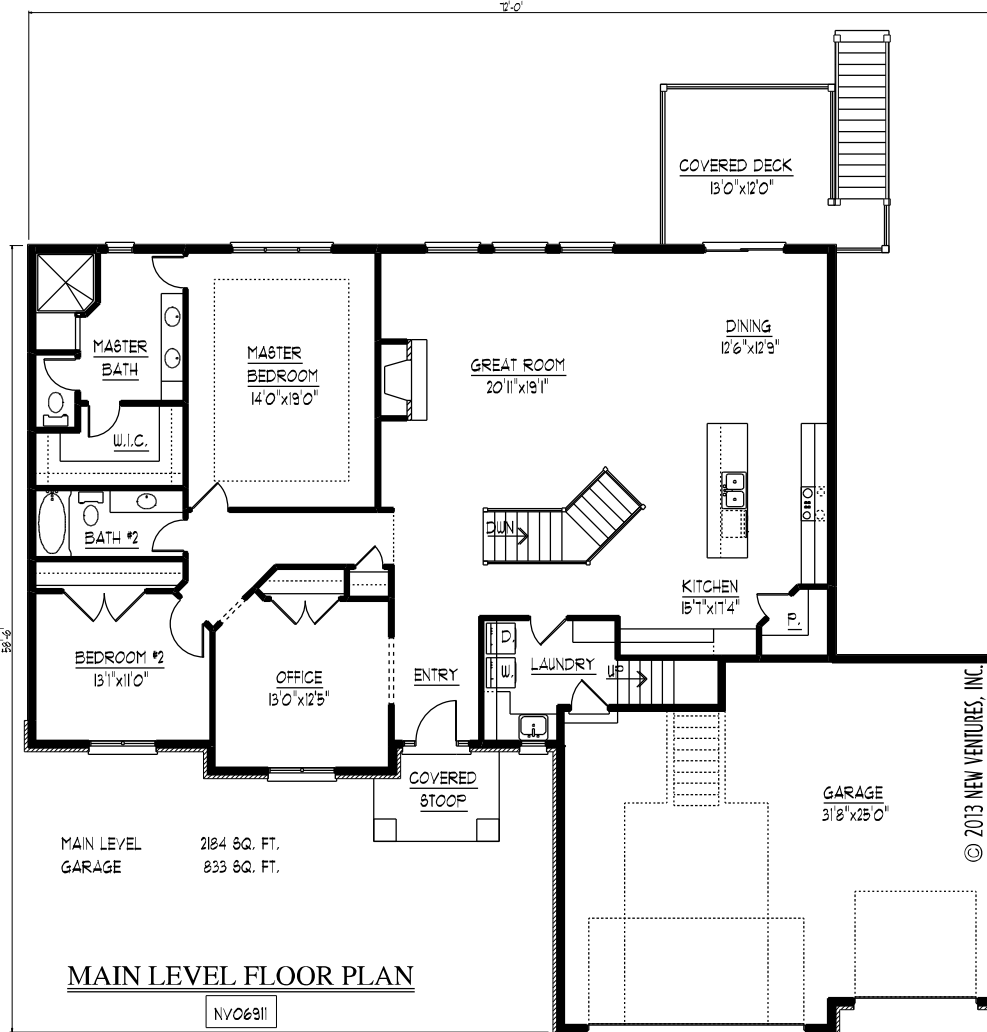 72'-0"
COVERED DECK
13'0"x12'0"
DINING
12'6"x12'9"
MASTER
BATH
MASTER
BEDROOM
14'0"x19'0"
GREAT ROOM
20'11"x19'1"
W.I.C.
BATH #2
DWN
KITCHEN
15'7"x17'4"
P.
D.
W.
LAUNDRY
UP
BEDROOM #2
13'1"x11'0"
OFFICE
13'0"x12'5"
ENTRY
58'-6"
COVERED
STOOP
GARAGE
31'8"x25'0"
© 2013 NEW VENTURES, INC.
MAIN LEVEL 2184 SQ. FT.
GARAGE 833 SQ. FT.
MAIN LEVEL FLOOR PLAN
NV06911